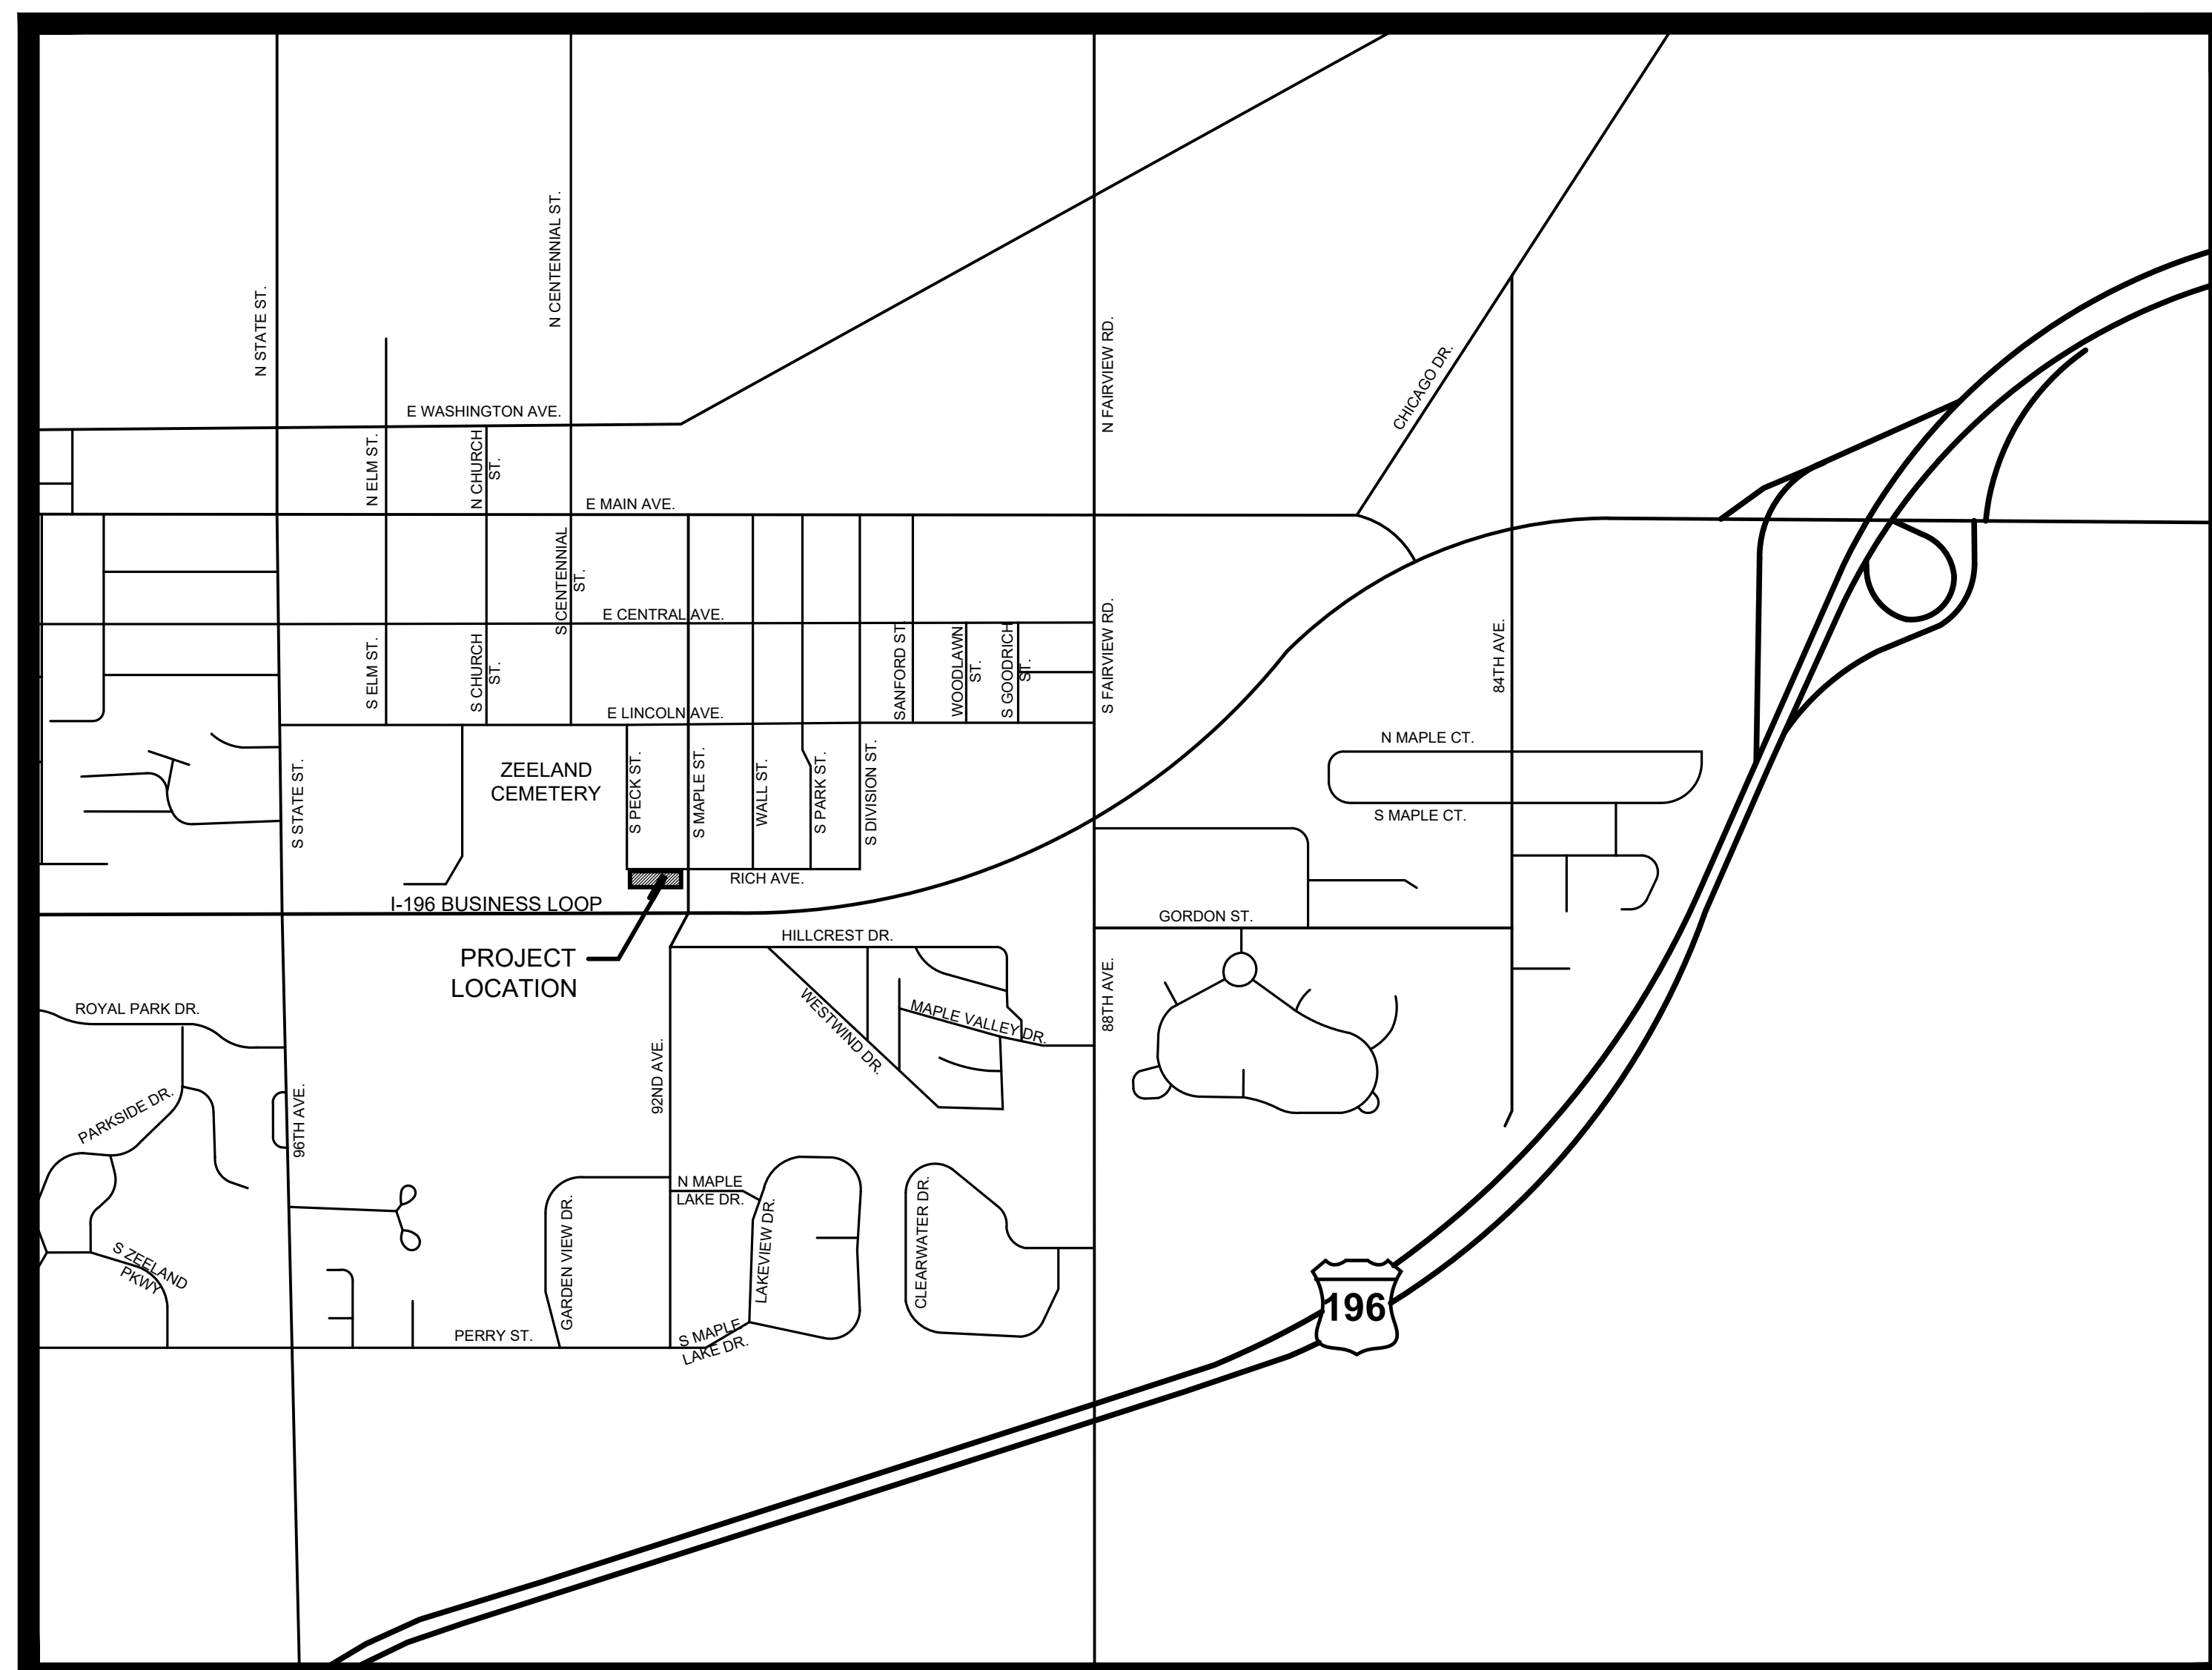 N STATE ST.
N CENTENNIAL ST.
N FAIRVIEW RD.
CHICAGO DR.
E WASHINGTON AVE.
N ELM ST.
N CHURCH
ST.
E MAIN AVE.
S CENTENNIAL
ST.
E CENTRAL AVE.
S ELM ST.
S CHURCH
ST.
SANFORD ST.
WOODLAWN
ST.
S GOODRICH
ST.
S FAIRVIEW RD.
84TH AVE.
E LINCOLN AVE.
N MAPLE CT.
S MAPLE CT.
S STATE ST.
ZEELAND
CEMETERY
S PECK ST.
S MAPLE ST.
WALL ST.
S PARK ST.
S DIVISION ST.
RICH AVE.
I-196 BUSINESS LOOP
GORDON ST.
HILLCREST DR.
PROJECT
LOCATION
ROYAL PARK DR.
WESTWIND DR.
MAPLE VALLEY DR.
88TH AVE.
92ND AVE.
PARKSIDE DR.
96TH AVE.
N MAPLE
LAKE DR.
GARDEN VIEW DR.
LAKEVIEW DR.
CLEARWATER DR.
S ZEELAND
PKWY
196
PERRY ST.
S MAPLE
LAKE DR.